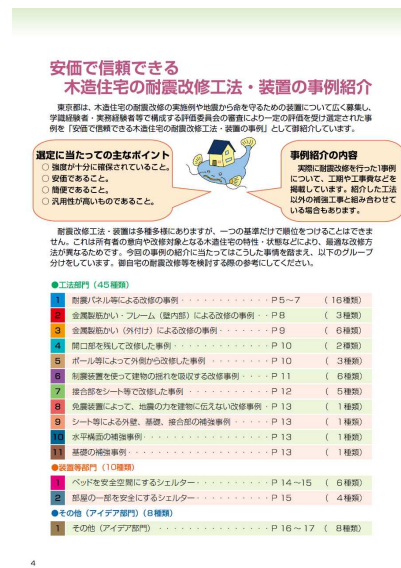 安価で信頼できる
木造住宅の耐震改修工法・装置の事例紹介
東京都は、木造住宅の耐震改修の実施例や地震から命を守るための装置について広く募集し、
学識経験者・実務経験者等で構成する評価委員会の審査により一定の評価を受け選定された事
例を「安価で信頼できる木造住宅の耐震改修工法・装置の事例」として御紹介しています。
選定に当たっての主なポイント
○ 強度が十分に確保されていること。
○ 安価であること。
○ 簡便であること。
○ 汎用性が高いものであること。
事例紹介の内容
実際に耐震改修を行った1事例
について、工期や工事費などを
掲載しています。紹介した工法
以外の補強工事と組み合わせて
いる場合もあります。
耐震改修工法・装置は多種多様にありますが、一つの基準だけで順位をつけることはできま
せん。これは所有者の意向や改修対象となる木造住宅の特性・状態などにより、最適な改修方
法が異なるためです。今回の事例の紹介に当たってはこうした事情を踏まえ、以下のグループ
分けをしています。御自宅の耐震改修等を検討する際の参考にしてください。
●工法部門（45種類）
1 耐震パネル等による改修の事例・・・・・・・・・・・・P 5～7 （ 16種類）
2 金属製筋かい・フレーム（壁内部）による改修の事例・・P 8 （ 3種類）
3 金属製筋かい（外付け）による改修の事例・・・・・・・P 9 （ 6種類）
4 開口部を残して改修した事例 ・・・・・・・・・・・・P 10 （ 2種類）
5 ポール等によって外側から改修した事例 ・・・・・・・P 10 （ 3種類）
6 制震装置を使って建物の揺れを吸収する改修事例・・・・P 11 （ 6種類）
7 接合部をシート等で改修した事例 ・・・・・・・・・・P 12 （ 5種類）
8 免震装置によって、地震の力を建物に伝えない改修事例・P 13 （ 1種類）
9 シート等による外壁、基礎、接合部の補強事例・・・・・P 13 （ 1種類）
10 水平構面の補強事例・・・・・・・・・・・・・・・・・P 13 （ 1種類）
11 基礎の補強事例・・・・・・・・・・・・・・・・・・・P 13 （ 1種類）
●装置等部門（10種類）
1 ベッドを安全空間にするシェルター・・・・・・・・・・P 14～15 （ 6種類）
2 部屋の一部を安全にするシェルター・・・・・・・・・・P 15 （ 4種類）
●その他（アイデア部門）（8種類）
1 その他（アイデア部門） ・・・・・・・・・・・・・・・P 16～17 （ 8種類）
4